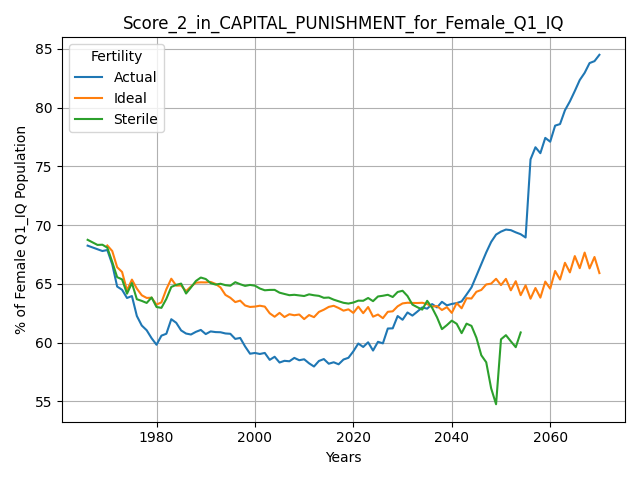 Score_2_in_CAPITAL_PUNISHMENT_for_Female_Q1_IQ
Fertility
Actual
Ideal
Sterile
% of Female Q1_IQ Population
85
80
75
70
65
60
55
1980
2000
2020
2040
2060
Years